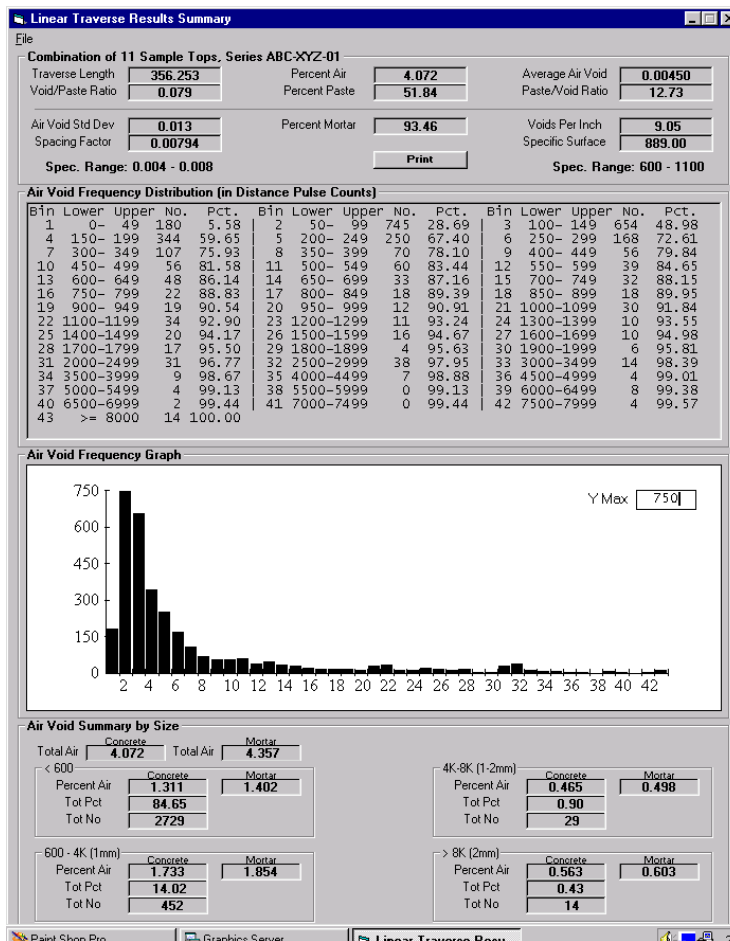 Linear Traverse Results Summary
File
Combination of 11 Sample Tops, Series ABC-XYZ-01
Traverse Length 356.253 Percent Air 4.072 Average Air Void 0.00450
Void/Paste Ratio 0.079 Percent Paste 51.84 Paste/Void Ratio 12.73
Air Void Std Dev 0.013 Percent Mortar 93.46 Voids Per Inch 9.05
Spacing Factor 0.00794 Specific Surface 889.00
Spec. Range: 0.004 - 0.008 Print Spec. Range: 600 - 1100
Air Void Frequency Distribution (in Distance Pulse Counts)
Bin Lower Upper No. Pct. Bin Lower Upper No. Pct. Bin Lower Upper No. Pct.
1 0- 49 180 5.58 | 2 50- 99 745 28.69 | 3 100- 149 654 48.98
4 150- 199 344 59.65 | 5 200- 249 250 67.40 | 6 250- 299 168 72.61
7 300- 349 107 75.93 | 8 350- 399 70 78.10 | 9 400- 449 56 79.84
10 450- 499 56 81.58 | 11 500- 549 60 83.44 | 12 550- 599 39 84.65
13 600- 649 48 86.14 | 14 650- 699 33 87.16 | 15 700- 749 32 88.15
16 750- 799 22 88.83 | 17 800- 849 18 89.39 | 18 850- 899 18 89.95
19 900- 949 19 90.54 | 20 950- 999 12 90.91 | 21 1000-1099 30 91.84
22 1100-1199 34 92.90 | 23 1200-1299 11 93.24 | 24 1300-1399 10 93.55
25 1400-1499 20 94.17 | 26 1500-1599 16 94.67 | 27 1600-1699 10 94.98
28 1700-1799 17 95.50 | 29 1800-1899 4 95.63 | 30 1900-1999 6 95.81
31 2000-2499 31 96.77 | 32 2500-2999 38 97.95 | 33 3000-3499 14 98.39
34 3500-3999 9 98.67 | 35 4000-4499 7 98.88 | 36 4500-4999 4 99.01
37 5000-5499 4 99.13 | 38 5500-5999 0 99.13 | 39 6000-6499 8 99.38
40 6500-6999 2 99.44 | 41 7000-7499 0 99.44 | 42 7500-7999 4 99.57
43 >= 8000 14 100.00
Air Void Frequency Graph
750
Y Max 750
600
450
300
150
0
2 4 6 8 10 12 14 16 18 20 22 24 26 28 30 32 34 36 38 40 42
Air Void Summary by Size
Concrete Mortar
Total Air 4.072 Total Air 4.357
< 600 4K-8K (1-2mm)
Concrete Mortar Concrete Mortar
Percent Air 1.311 1.402 Percent Air 0.465 0.498
Tot Pct 84.65 Tot Pct 0.90
Tot No 2729 Tot No 29
600 - 4K (1mm) > 8K (2mm)
Concrete Mortar Concrete Mortar
Percent Air 1.733 1.854 Percent Air 0.563 0.603
Tot Pct 14.02 Tot Pct 0.43
Tot No 452 Tot No 14
Paint Shop Pro Graphics Server Linear Traverse Resu...